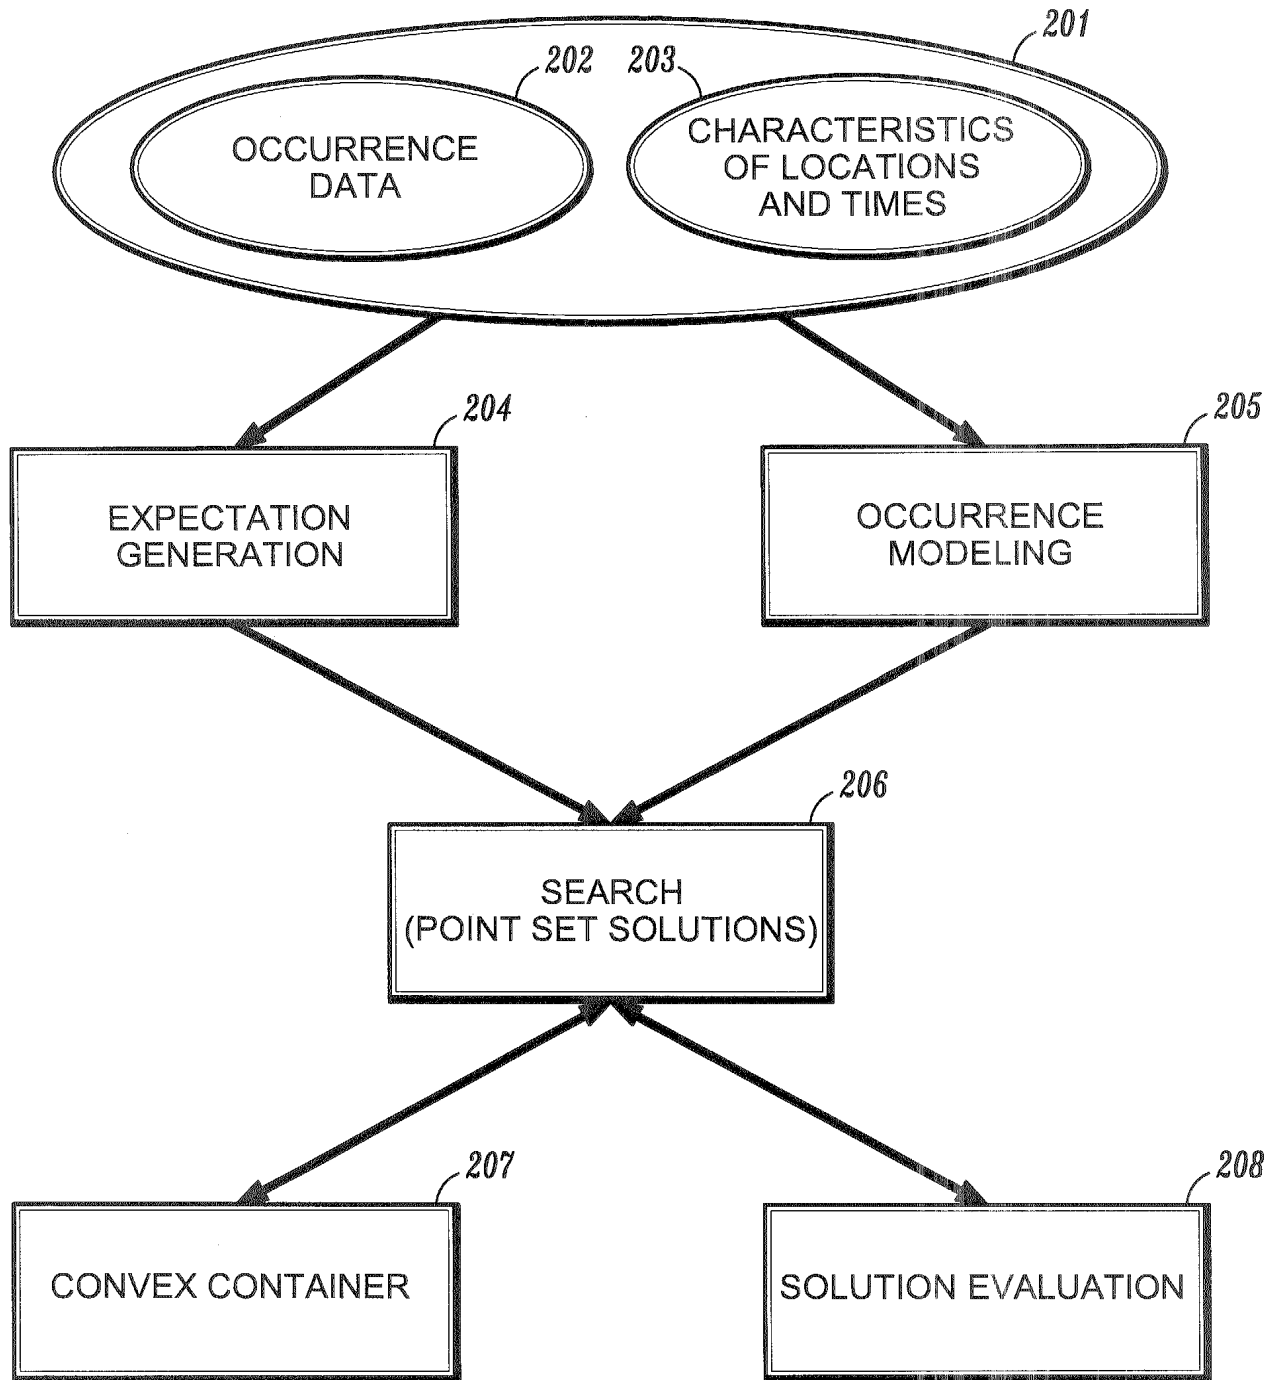 201
202
203
OCCURRENCE
DATA
CHARACTERISTICS
OF LOCATIONS
AND TIMES
204
205
EXPECTATION
GENERATION
OCCURRENCE
MODELING
206
SEARCH
(POINT SET SOLUTIONS)
207
208
CONVEX CONTAINER
SOLUTION EVALUATION